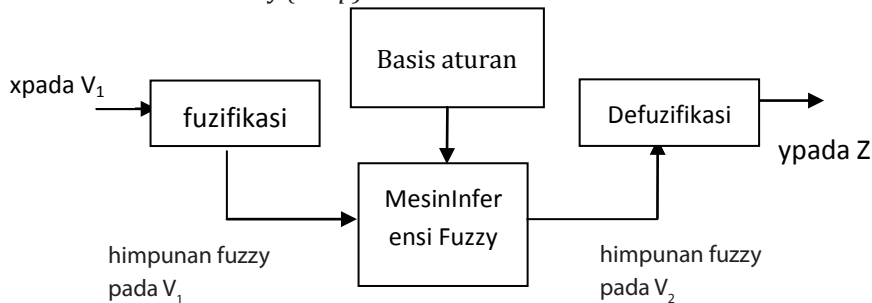 Basis aturan
xpada V₁
fuzifikasi
Defuzifikasi
ypada Z
MesinInfer
ensi Fuzzy
himpunan fuzzy
pada V₁
himpunan fuzzy
pada V₂